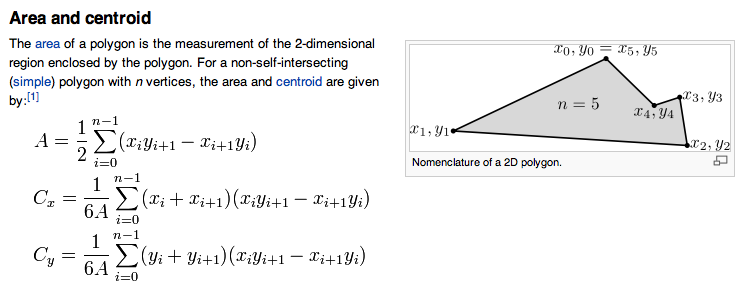 Area and centroid
The area of a polygon is the measurement of the 2-dimensional
region enclosed by the polygon. For a non-self-intersecting
(simple) polygon with n vertices, the area and centroid are given
by:[1]
A = \frac{1}{2} \sum_{i=0}^{n-1} (x_i y_{i+1} - x_{i+1} y_i)
C_x = \frac{1}{6A} \sum_{i=0}^{n-1} (x_i + x_{i+1})(x_i y_{i+1} - x_{i+1} y_i)
C_y = \frac{1}{6A} \sum_{i=0}^{n-1} (y_i + y_{i+1})(x_i y_{i+1} - x_{i+1} y_i)
x_0, y_0 = x_5, y_5
n = 5
x_3, y_3
x_4, y_4
x_1, y_1
x_2, y_2
Nomenclature of a 2D polygon.